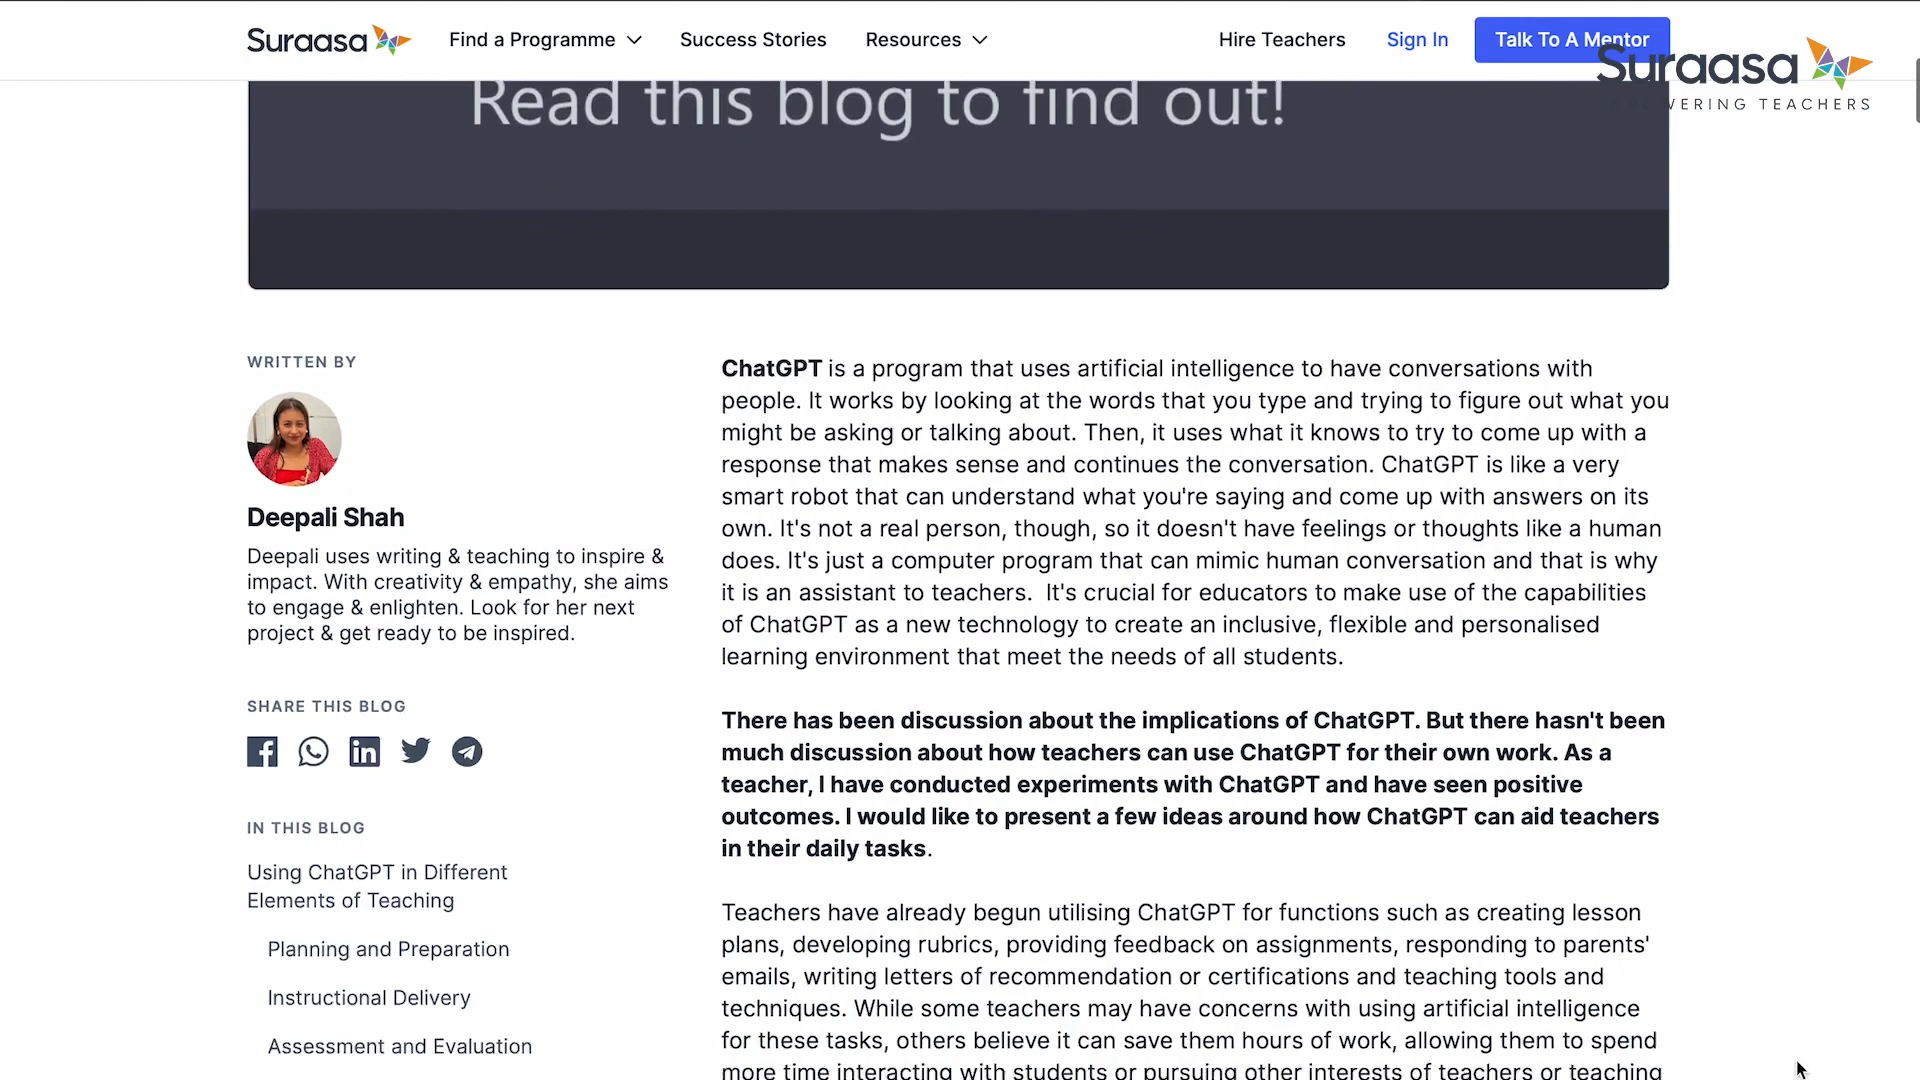 Suraasa
Find a Programme
Success Stories
Resources
Hire Teachers
Sign In
Talk To A Mentor
Suraasa
WERING TEACHERS
Read this blog to find out!
WRITTEN BY
Deepali Shah
Deepali uses writing & teaching to inspire &
impact. With creativity & empathy, she aims
to engage & enlighten. Look for her next
project & get ready to be inspired.
SHARE THIS BLOG
IN THIS BLOG
Using ChatGPT in Different
Elements of Teaching
Planning and Preparation
Instructional Delivery
Assessment and Evaluation
ChatGPT is a program that uses artificial intelligence to have conversations with
people. It works by looking at the words that you type and trying to figure out what you
might be asking or talking about. Then, it uses what it knows to try to come up with a
response that makes sense and continues the conversation. ChatGPT is like a very
smart robot that can understand what you're saying and come up with answers on its
own. It's not a real person, though, so it doesn't have feelings or thoughts like a human
does. It's just a computer program that can mimic human conversation and that is why
it is an assistant to teachers.  It's crucial for educators to make use of the capabilities
of ChatGPT as a new technology to create an inclusive, flexible and personalised
learning environment that meet the needs of all students.
There has been discussion about the implications of ChatGPT. But there hasn't been
much discussion about how teachers can use ChatGPT for their own work. As a
teacher, I have conducted experiments with ChatGPT and have seen positive
outcomes. I would like to present a few ideas around how ChatGPT can aid teachers
in their daily tasks.
Teachers have already begun utilising ChatGPT for functions such as creating lesson
plans, developing rubrics, providing feedback on assignments, responding to parents'
emails, writing letters of recommendation or certifications and teaching tools and
techniques. While some teachers may have concerns with using artificial intelligence
for these tasks, others believe it can save them hours of work, allowing them to spend
more time interacting with students or pursuing other interests of teachers or teaching